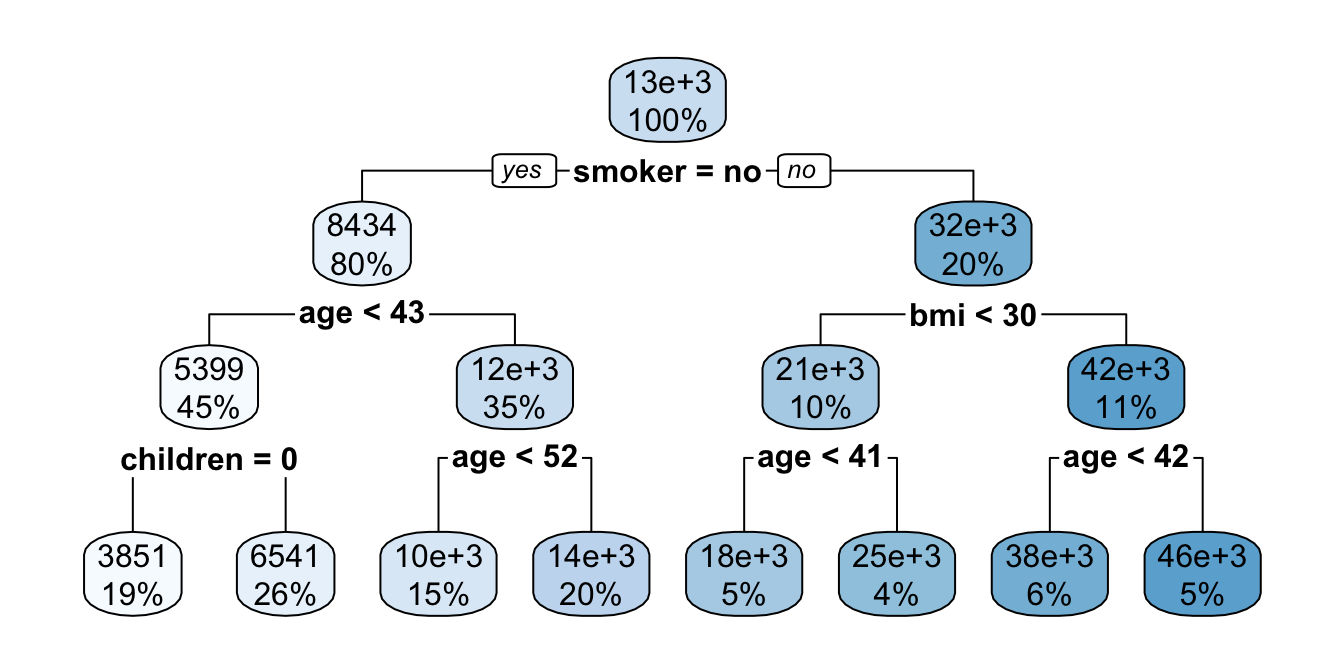 13e+3
100%
yes smoker = no no
8434
80%
32e+3
20%
age < 43
bmi < 30
5399
45%
12e+3
35%
21e+3
10%
42e+3
11%
children = 0
age < 52
age < 41
age < 42
3851
19%
6541
26%
10e+3
15%
14e+3
20%
18e+3
5%
25e+3
4%
38e+3
6%
46e+3
5%